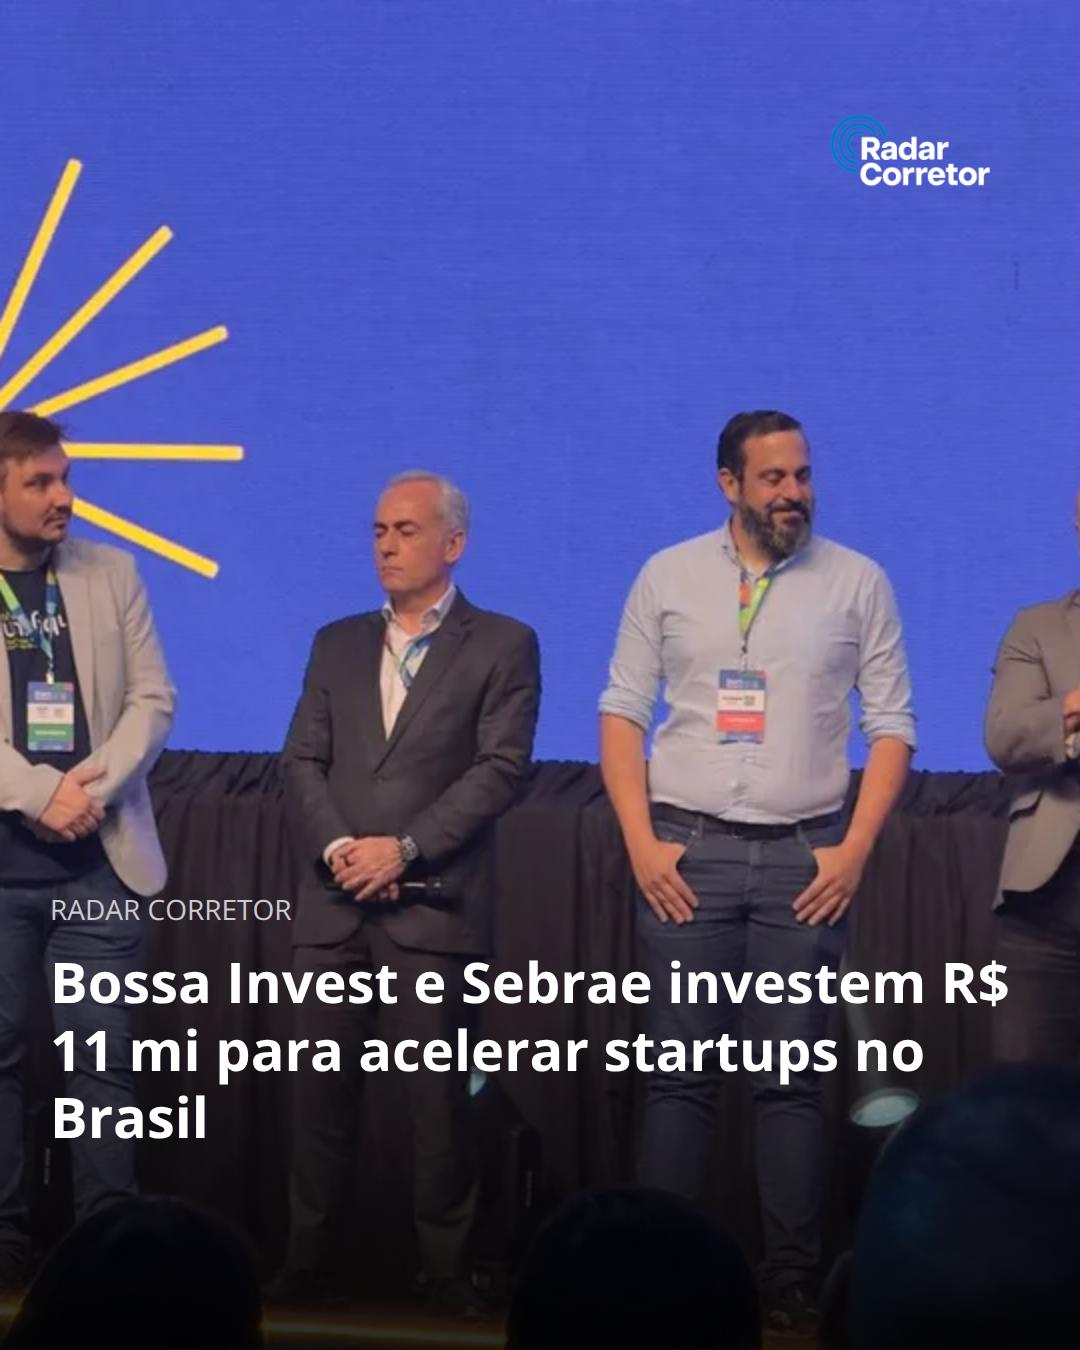 Radar
Corretor
RADAR CORRETOR
Bossa Invest e Sebrae investem R$
11 mi para acelerar startups no
Brasil